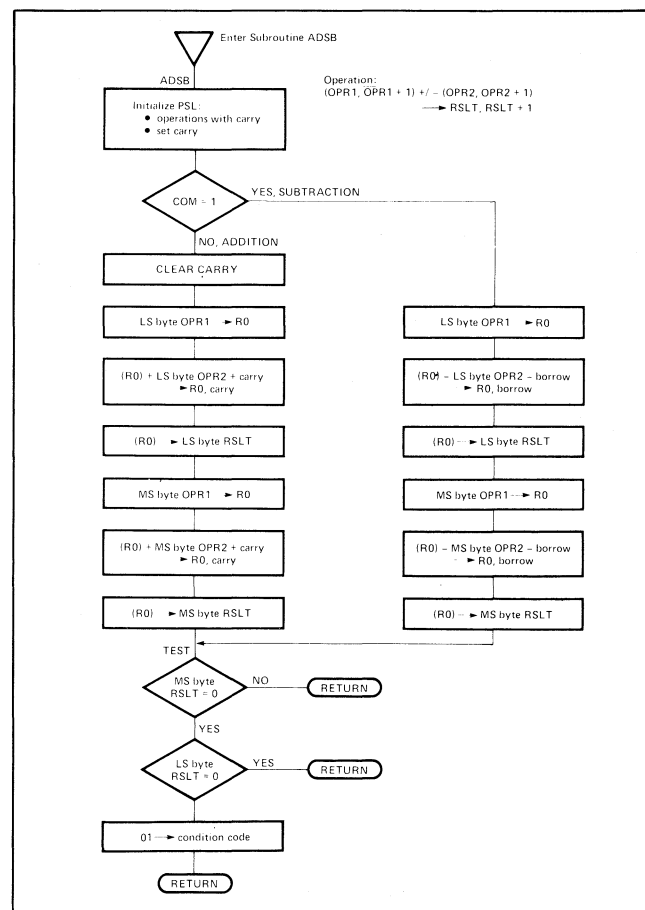 Enter Subroutine ADSB
ADSB
Operation:
(OPR1, OPR1 + 1) +/ − (OPR2, OPR2 + 1)
→ RSLT, RSLT + 1
Initialize PSL:
• operations with carry
• set carry
COM = 1
YES, SUBTRACTION
NO, ADDITION
CLEAR CARRY
LS byte OPR1 → R0
(R0) + LS byte OPR2 + carry
→ R0, carry
(R0) → LS byte RSLT
MS byte OPR1 → R0
(R0) + MS byte OPR2 + carry
→ R0, carry
(R0) → MS byte RSLT
LS byte OPR1 → R0
(R0) − LS byte OPR2 − borrow
→ R0, borrow
(R0) → LS byte RSLT
MS byte OPR1 → R0
(R0) − MS byte OPR2 − borrow
→ R0, borrow
(R0) → MS byte RSLT
TEST
MS byte
RSLT = 0
NO
RETURN
YES
LS byte
RSLT = 0
YES
RETURN
01 → condition code
RETURN